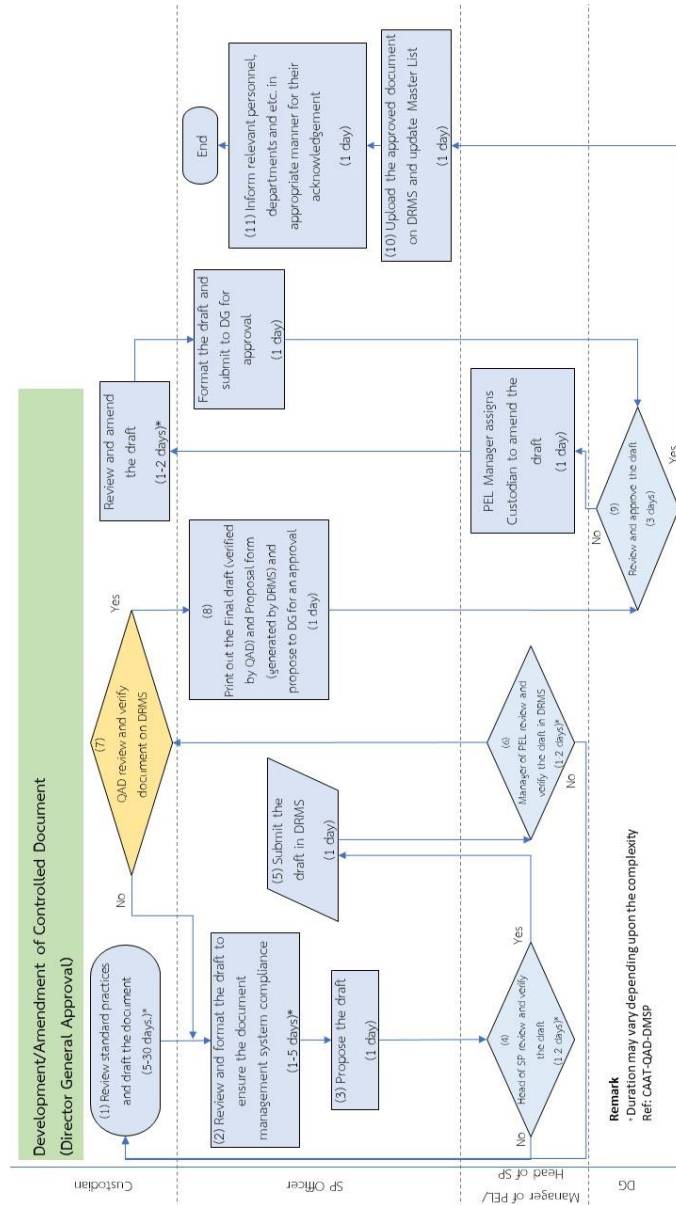 Development/Amendment of Controlled Document
(Director General Approval)
Custodian
SP Officer
Manager of PEL/
Head of SP
DG
(1) Review standard practices
and draft the document
(5-30 days.)*
(2) Review and format the draft to
ensure the document
management system compliance
(1-5 days)*
(3) Propose the draft
(1 day)
(4)
Head of SP review and verify
the draft
(1 2 days)*
No
Yes
(5) Submit the
draft in DRMS
(1 day)
(6)
Manager of PEL review and
verify the draft in DRMS
(1 2 days)*
No
(7)
QAD review and verify
document on DRMS
No
Yes
(8)
Print out the Final draft (verified
by QAD) and Proposal form
(generated by DRMS) and
propose to DG for an approval
(1 day)
(9)
Review and approve the draft
(3 days)
No
Yes
PEL Manager assigns
Custodian to amend the
draft
(1 day)
Review and amend
the draft
(1-2 days)*
Format the draft and
submit to DG for
approval
(1 day)
(10) Upload the approved document
on DRMS and update Master List
(1 day)
(11) Inform relevant personnel,
departments and etc. in
appropriate manner for their
acknowledgement
(1 day)
End
Remark
* Duration may vary depending upon the complexity
Ref: CAAT-QAD-DMSP